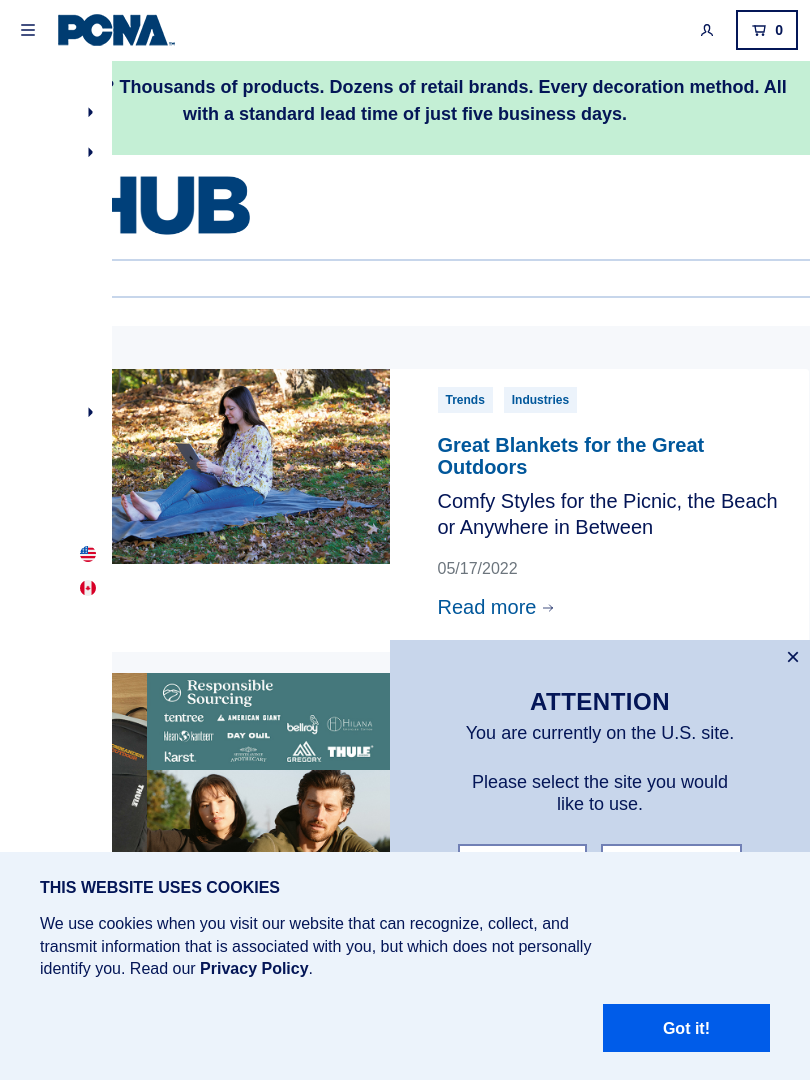 PCNA
0
? Thousands of products. Dozens of retail brands. Every decoration method. All
with a standard lead time of just five business days.
HUB
Trends
Industries
Great Blankets for the Great
Outdoors
Comfy Styles for the Picnic, the Beach
or Anywhere in Between
05/17/2022
Read more
Responsible
Sourcing
tentree
AMERICAN GIANT
bellroy
HILANA
klean kanteen
DAY OWL
karst
APOTHECARY
GREGORY
THULE
THULE
ATTENTION
You are currently on the U.S. site.
Please select the site you would
like to use.
THIS WEBSITE USES COOKIES
We use cookies when you visit our website that can recognize, collect, and
transmit information that is associated with you, but which does not personally
identify you. Read our Privacy Policy.
Got it!